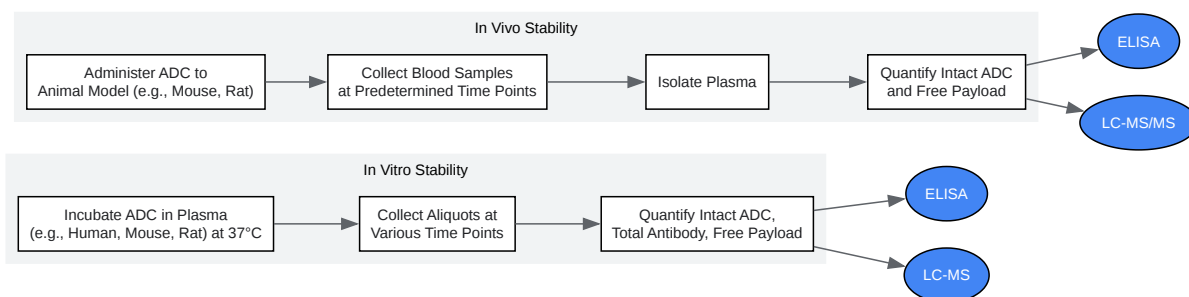 In Vivo Stability
Administer ADC to
Animal Model (e.g., Mouse, Rat)
Collect Blood Samples
at Predetermined Time Points
Isolate Plasma
Quantify Intact ADC
and Free Payload
ELISA
LC-MS/MS
In Vitro Stability
Incubate ADC in Plasma
(e.g., Human, Mouse, Rat) at 37°C
Collect Aliquots at
Various Time Points
Quantify Intact ADC,
Total Antibody, Free Payload
ELISA
LC-MS